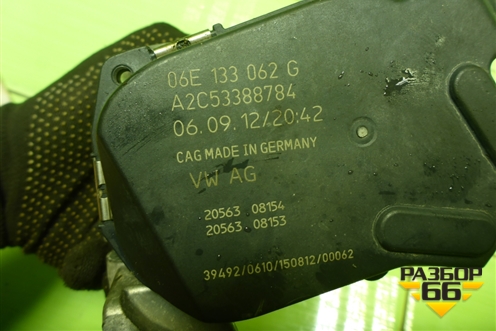 06E 133 062 G
A2C53388784
06.09.12/20:42
CAG MADE IN GERMANY
VW AG
20563 08154
20563 08153
39492/0610/150812/00062
РАЗБОР
66